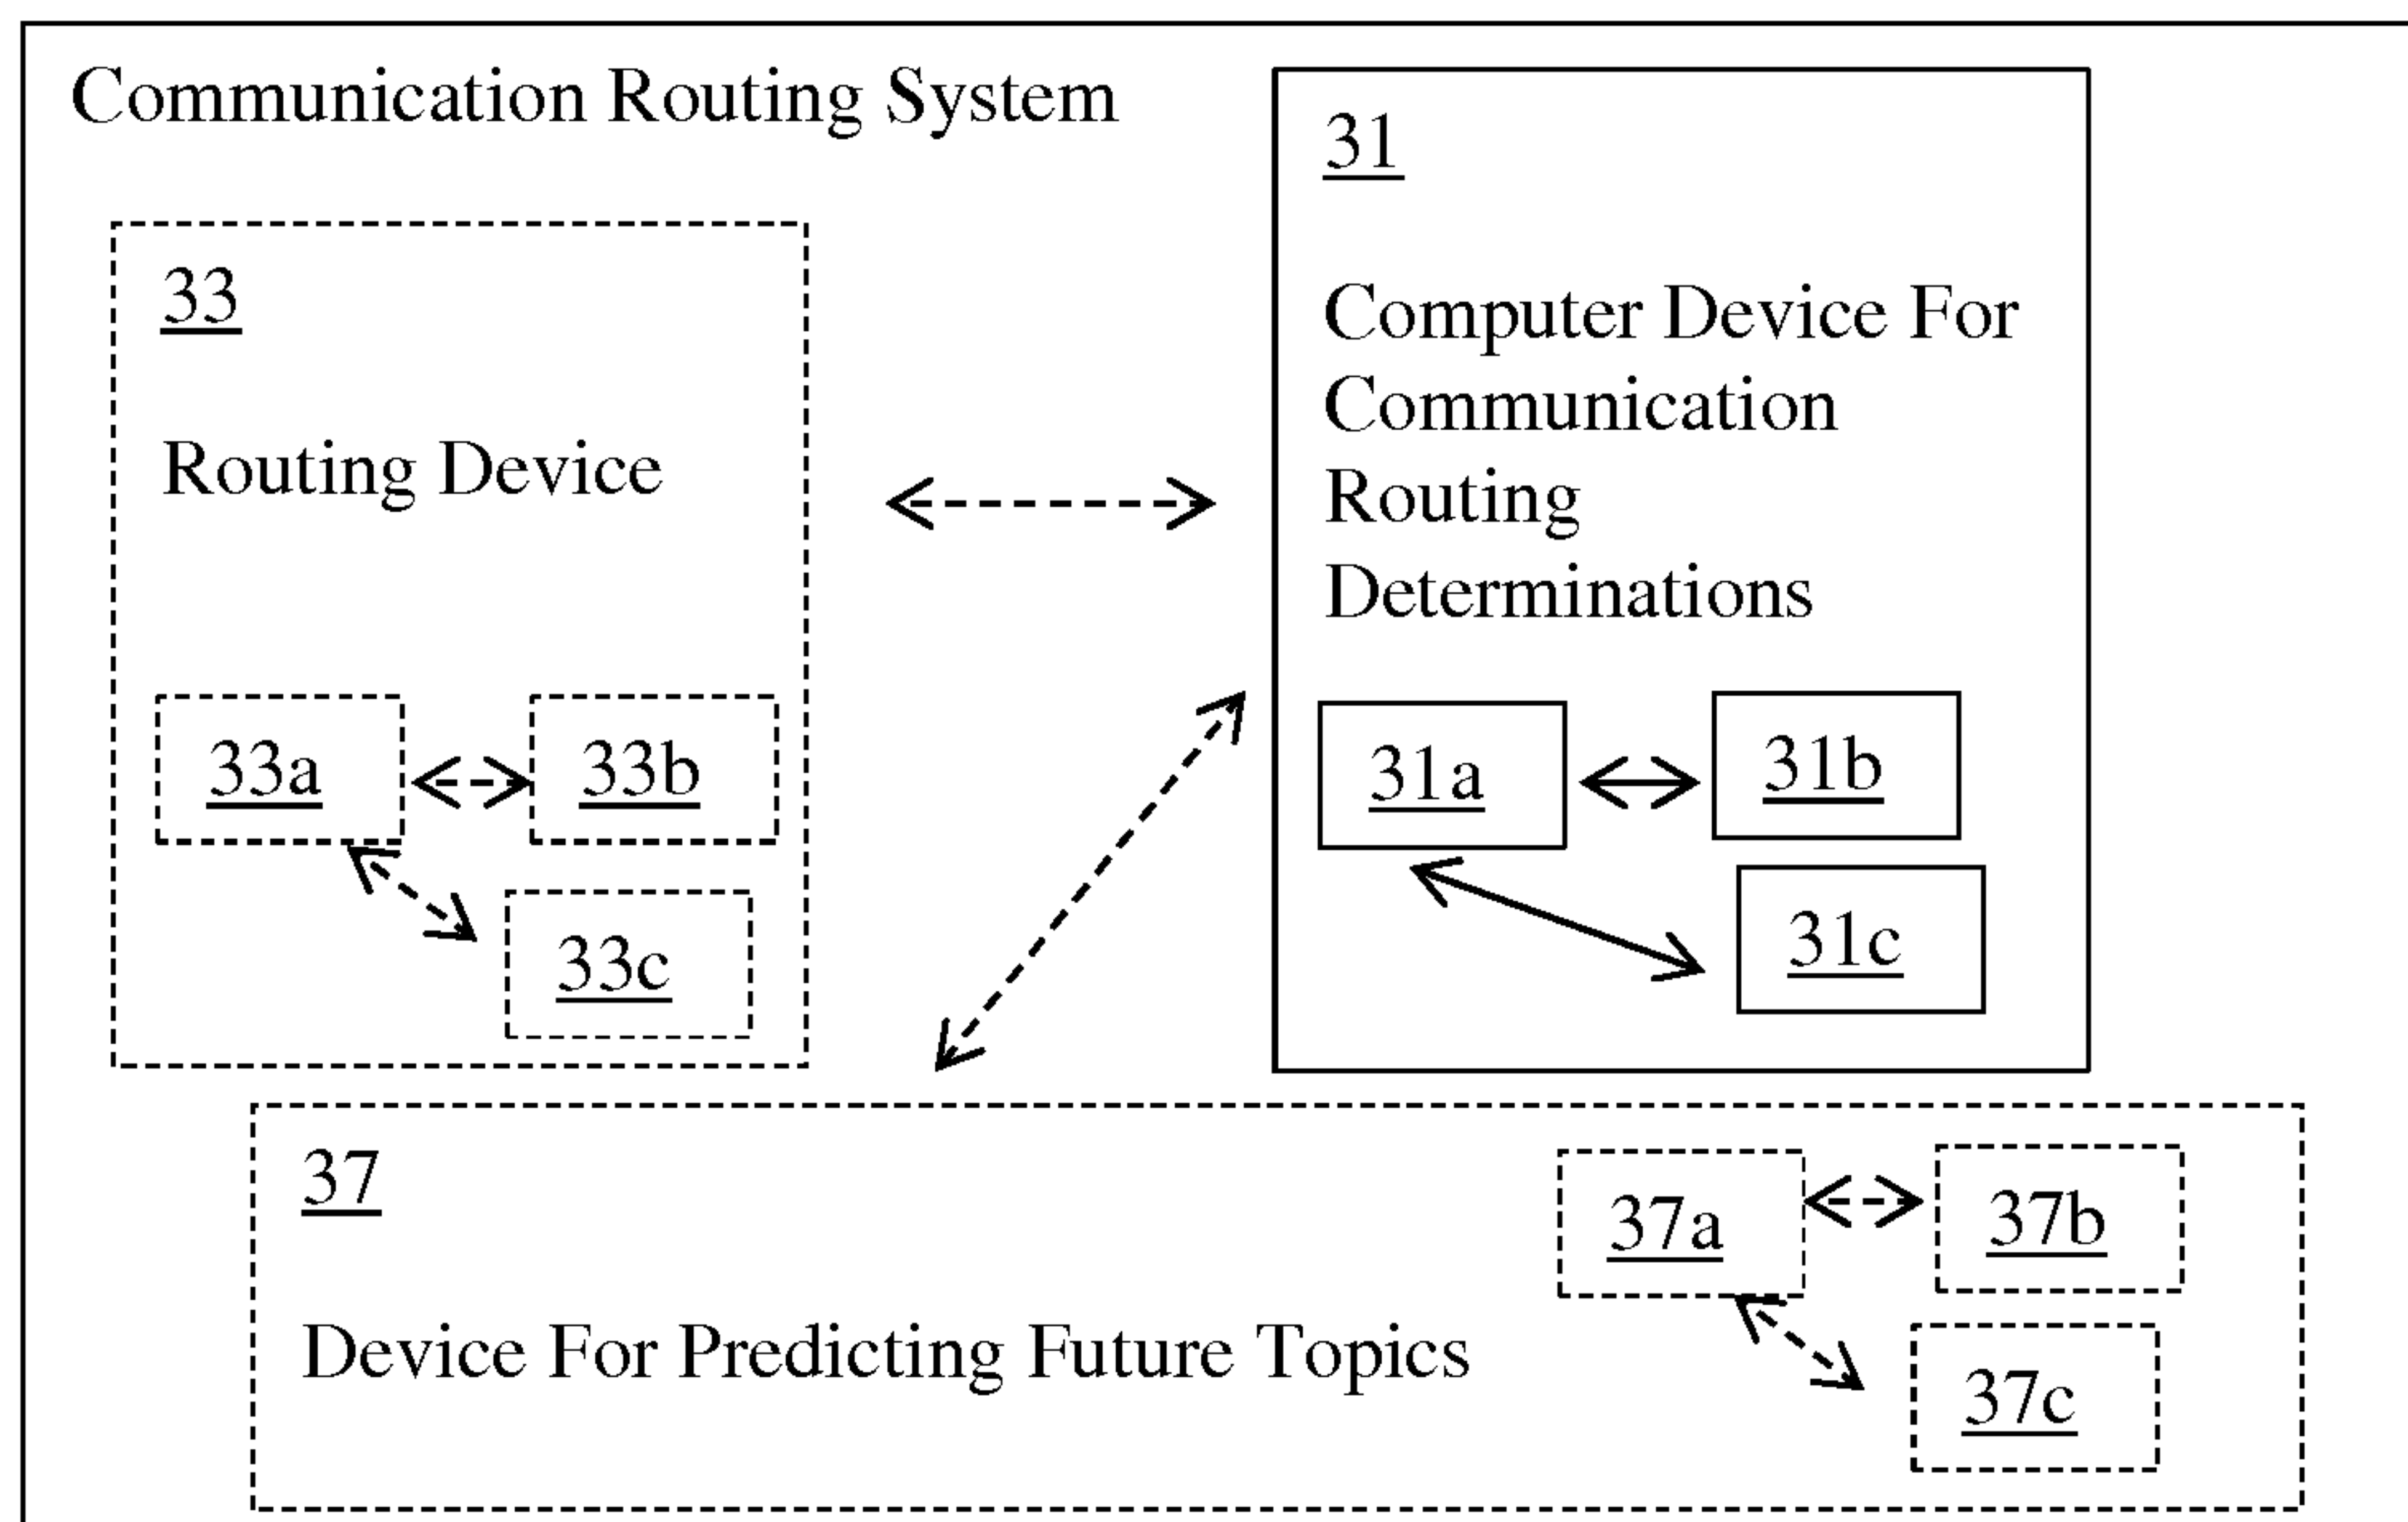 Communication Routing System
33
Routing Device
33a
33b
33c
31
Computer Device For
Communication
Routing
Determinations
31a
31b
31c
37
Device For Predicting Future Topics
37a
37b
37c